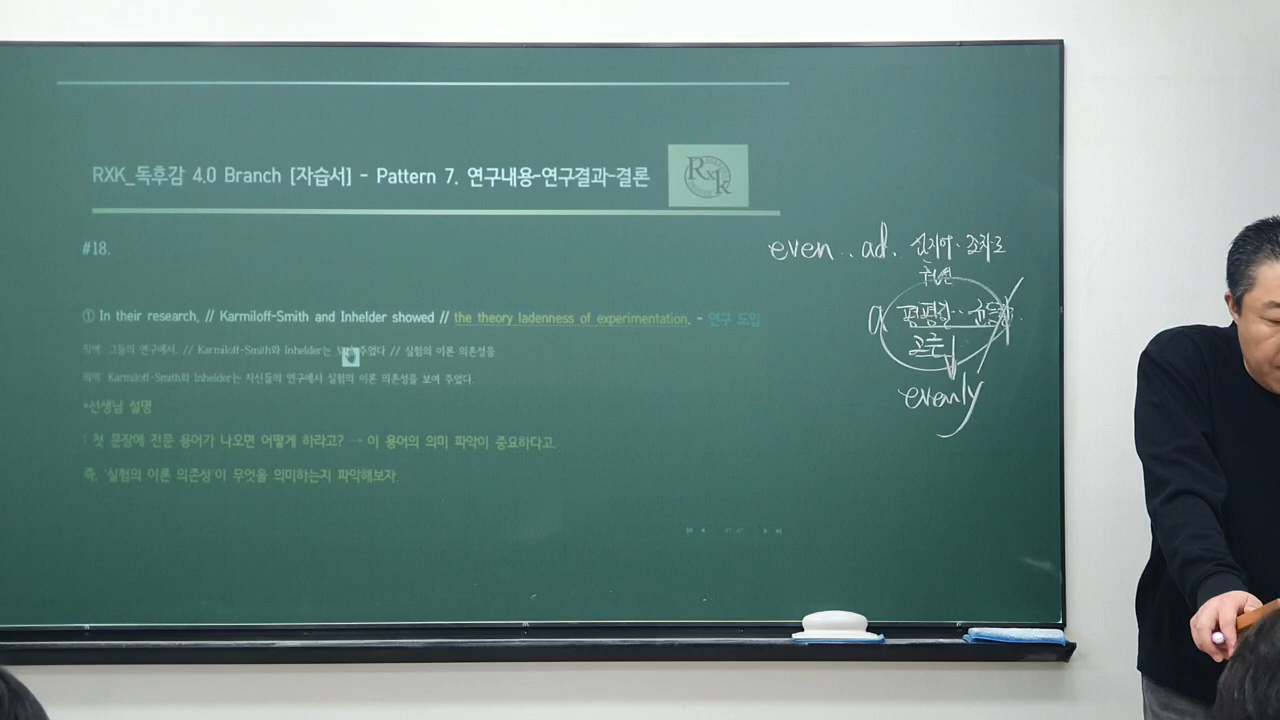 RXK_독후감 4.0 Branch [자습서] - Pattern 7. 연구내용-연구결과-결론
RxK
#18.
① In their research, // Karmiloff-Smith and Inhelder showed // the theory ladenness of experimentation. - 연구 도입
직역: 그들의 연구에서, // Karmiloff-Smith와 Inhelder는 보여 주었다 // 실험의 이론 의존성을
의역: Karmiloff-Smith와 Inhelder는 자신들의 연구에서 실험의 이론 의존성을 보여 주었다.
*선생님 설명
: 첫 문장에 전문 용어가 나오면 어떻게 하라고? → 이 용어의 의미 파악이 중요하다고.
즉, '실험의 이론 의존성'이 무엇을 의미하는지 파악해보자.
even .. ad. 심지어.. 조차도
훨씬
a 평평한..
고른
evenly